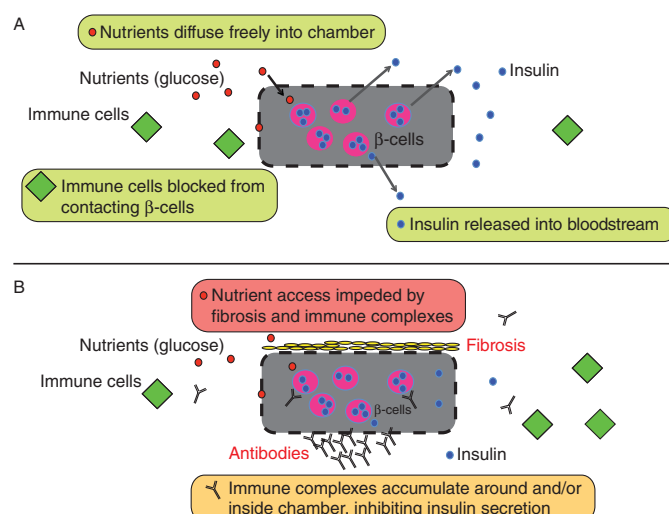 A
Nutrients diffuse freely into chamber
Nutrients (glucose)
Insulin
Immune cells
β-cells
Immune cells blocked from
contacting β-cells
Insulin released into bloodstream
B
Nutrient access impeded by
fibrosis and immune complexes
Nutrients (glucose)
Fibrosis
Immune cells
β-cells
Antibodies
Insulin
Immune complexes accumulate around and/or
inside chamber, inhibiting insulin secretion